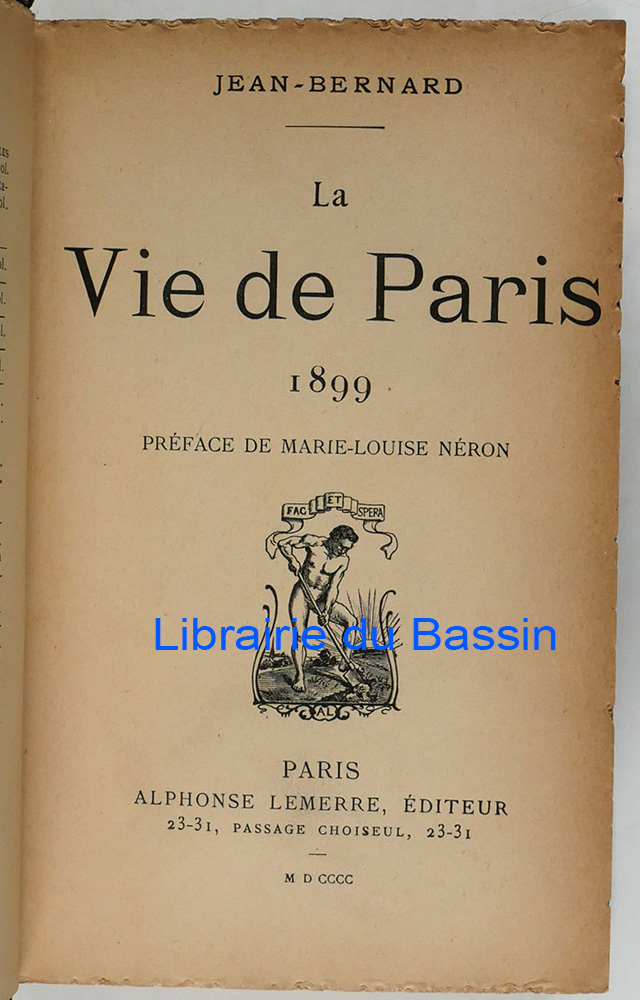 JEAN-BERNARD
La
Vie de Paris
1899
PRÉFACE DE MARIE-LOUISE NÉRON
FAC ET SPERA
Librairie du Bassin
AL
PARIS
ALPHONSE LEMERRE, ÉDITEUR
23-31, PASSAGE CHOISEUL, 23-31
M D CCCC